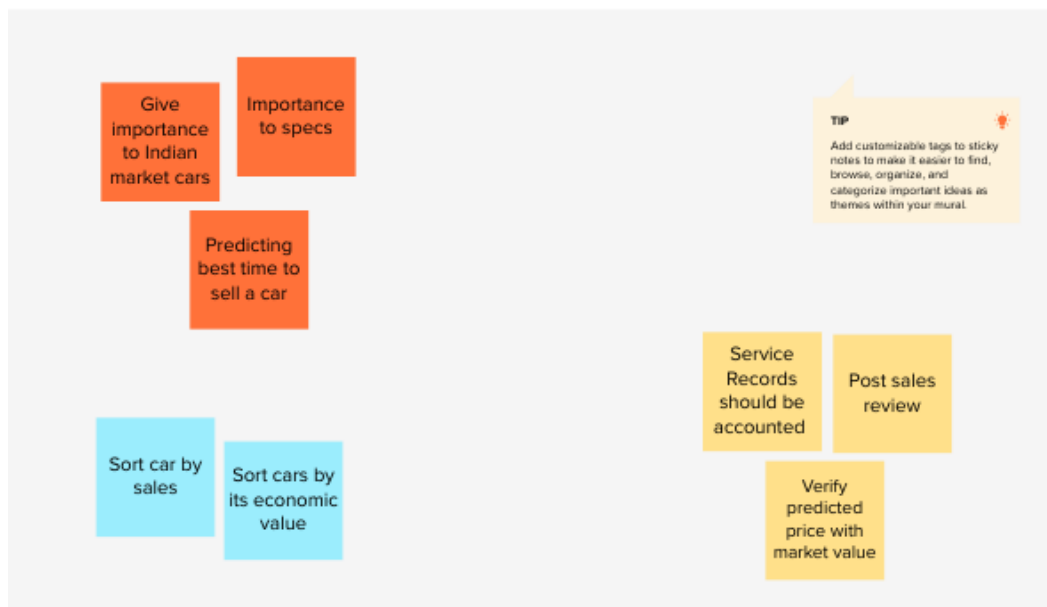 Give
importance
to Indian
market cars
Importance
to specs
Predicting
best time to
sell a car
TIP
Add customizable tags to sticky
notes to make it easier to find,
browse, organize, and
categorize important ideas as
themes within your mural.
Service
Records
should be
accounted
Post sales
review
Verify
predicted
price with
market value
Sort car by
sales
Sort cars by
its economic
value